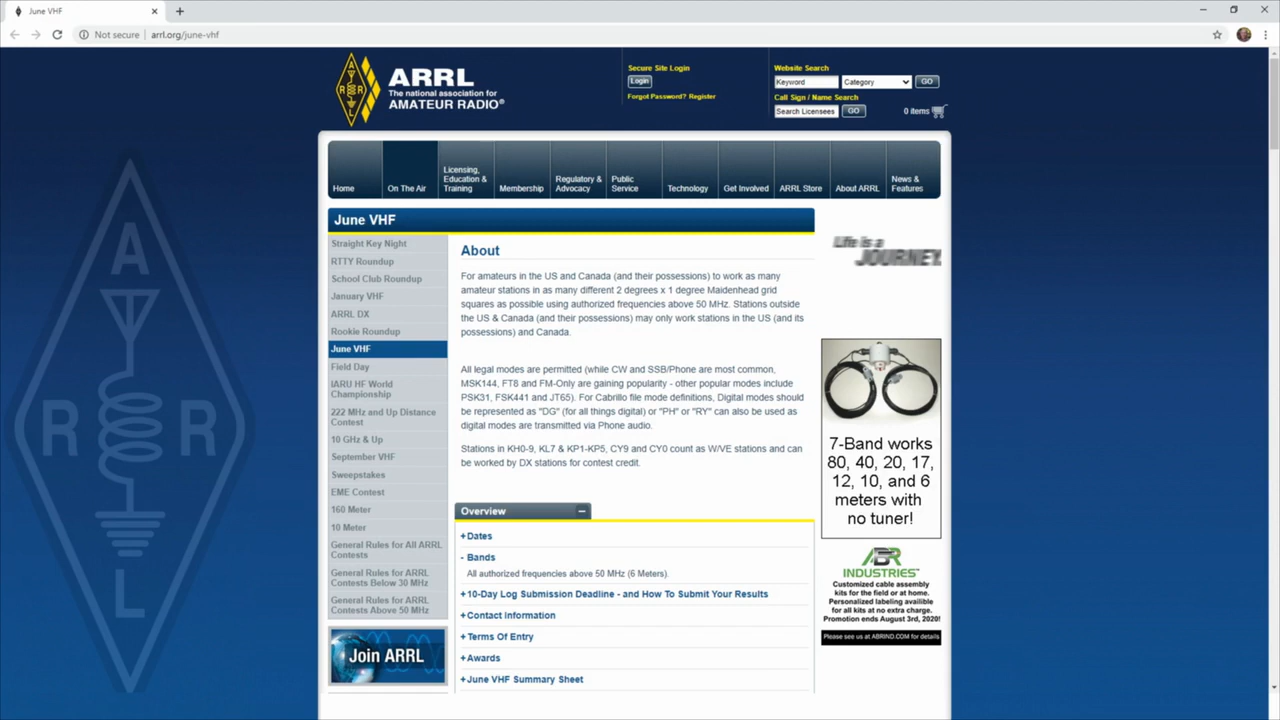 June VHF
Not secure
arrl.org/june-vhf
ARRL
The national association for
AMATEUR RADIO®
Secure Site Login
Login
Forgot Password? Register
Website Search
Keyword
Category
GO
Call Sign / Name Search
Search Licensees
GO
0 items
Home
On The Air
Licensing,
Education &
Training
Membership
Regulatory &
Advocacy
Public
Service
Technology
Get Involved
ARRL Store
About ARRL
News &
Features
June VHF
Straight Key Night
RTTY Roundup
School Club Roundup
January VHF
ARRL DX
Rookie Roundup
June VHF
Field Day
IARU HF World
Championship
222 MHz and Up Distance
Contest
10 GHz & Up
September VHF
Sweepstakes
EME Contest
160 Meter
10 Meter
General Rules for All ARRL
Contests
General Rules for ARRL
Contests Below 30 MHz
General Rules for ARRL
Contests Above 50 MHz
Join ARRL
About
For amateurs in the US and Canada (and their possessions) to work as many
amateur stations in as many different 2 degrees x 1 degree Maidenhead grid
squares as possible using authorized frequencies above 50 MHz. Stations outside
the US & Canada (and their possessions) may only work stations in the US (and its
possessions) and Canada.
All legal modes are permitted (while CW and SSB/Phone are most common,
MSK144, FT8 and FM-Only are gaining popularity - other popular modes include
PSK31, FSK441 and JT65). For Cabrillo file mode definitions, Digital modes should
be represented as "DG" (for all things digital) or "PH" or "RY" can also be used as
digital modes are transmitted via Phone audio.
Stations in KH0-9, KL7 & KP1-KP5, CY9 and CY0 count as W/VE stations and can
be worked by DX stations for contest credit.
Overview
+Dates
- Bands
All authorized frequencies above 50 MHz (6 Meters).
+10-Day Log Submission Deadline - and How To Submit Your Results
+Contact Information
+Terms Of Entry
+Awards
+June VHF Summary Sheet
Life is a
JOURNEY
7-Band works
80, 40, 20, 17,
12, 10, and 6
meters with
no tuner!
ABR
INDUSTRIES™
Customized cable assembly
kits for the field or at home.
Personalized labeling availible
for all kits at no extra charge.
Promotion ends August 3rd, 2020!
Please see us at ABRIND.COM for details
A
R R
L